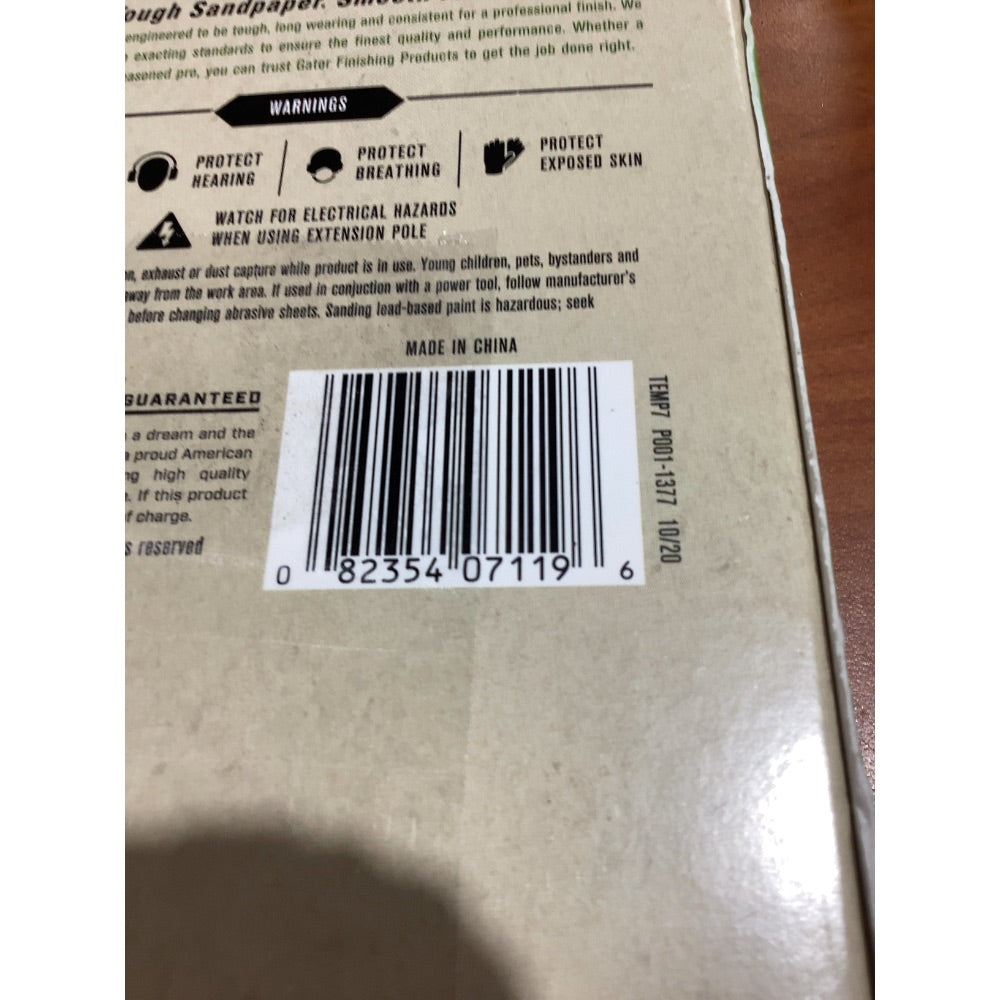 ough Sandpaper. Smooth
engineered to be tough, long wearing and consistent for a professional finish. We
exacting standards to ensure the finest quality and performance. Whether a
easoned pro, you can trust Gator Finishing Products to get the job done right.
WARNINGS
PROTECT
HEARING
PROTECT
BREATHING
PROTECT
EXPOSED SKIN
WATCH FOR ELECTRICAL HAZARDS
WHEN USING EXTENSION POLE
n, exhaust or dust capture while product is in use. Young children, pets, bystanders and
way from the work area. If used in conjuction with a power tool, follow manufacturer's
before changing abrasive sheets. Sanding lead-based paint is hazardous; seek
MADE IN CHINA
GUARANTEED
a dream and the
proud American
ng high quality
. If this product
f charge.
s reserved
0 82354 07119 6
TEMP7 P001-1377 10/20